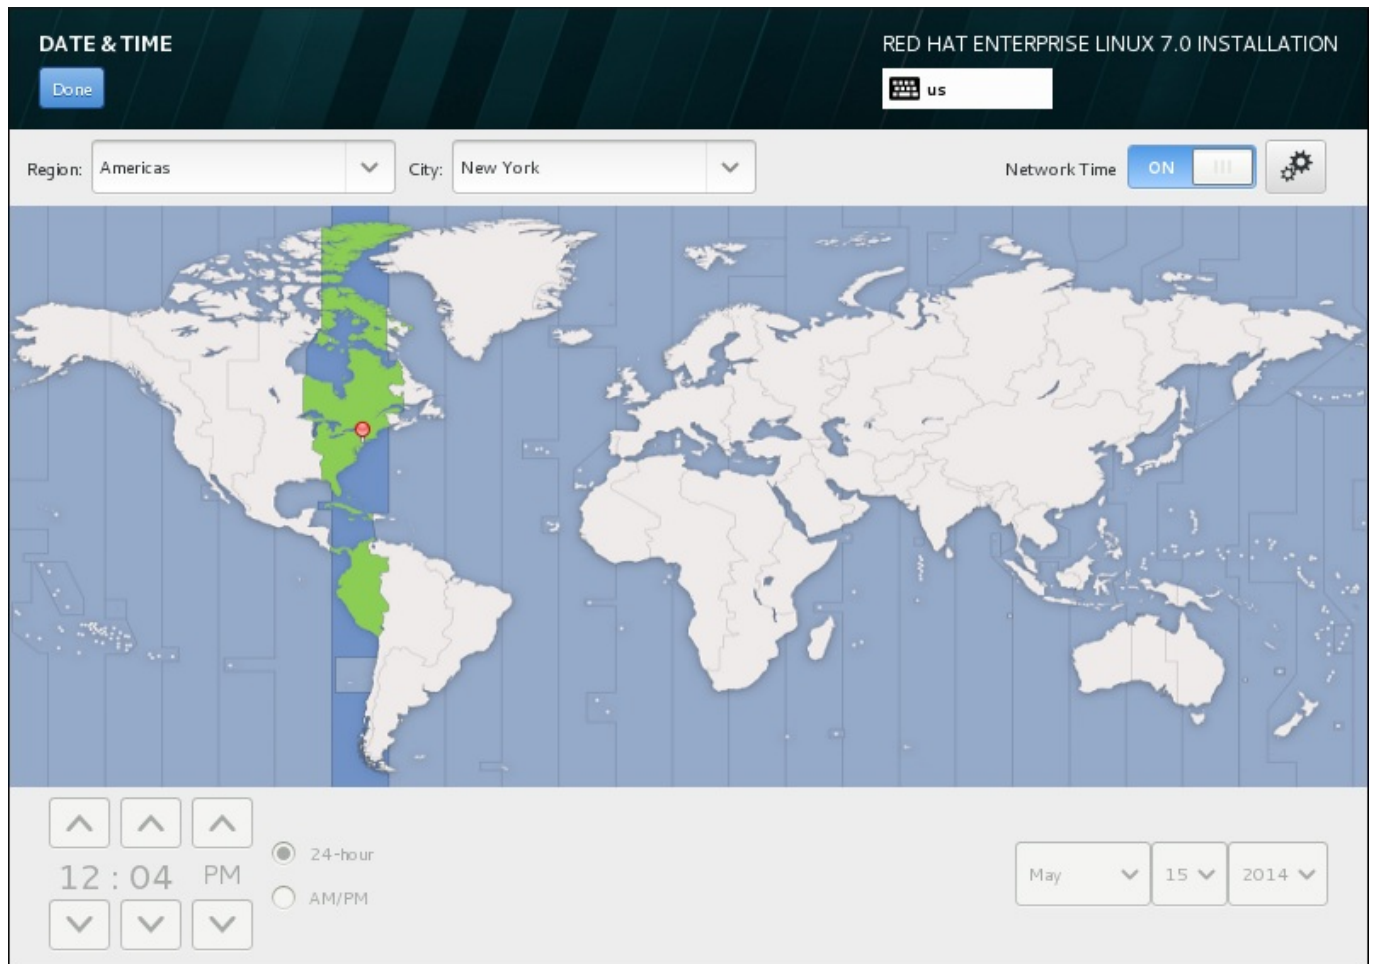 DATE & TIME
RED HAT ENTERPRISE LINUX 7.0 INSTALLATION
Done
us
Region: Americas City: New York Network Time ON
12 : 04 PM
24-hour
AM/PM
May 15 2014